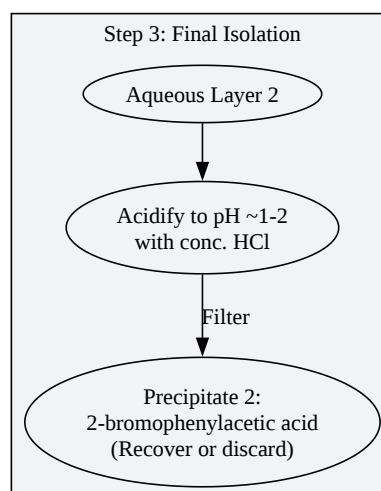 Step 3: Final Isolation
Aqueous Layer 2
Acidify to pH ~1-2
with conc. HCl
Filter
Precipitate 2:
2-bromophenylacetic acid
(Recover or discard)